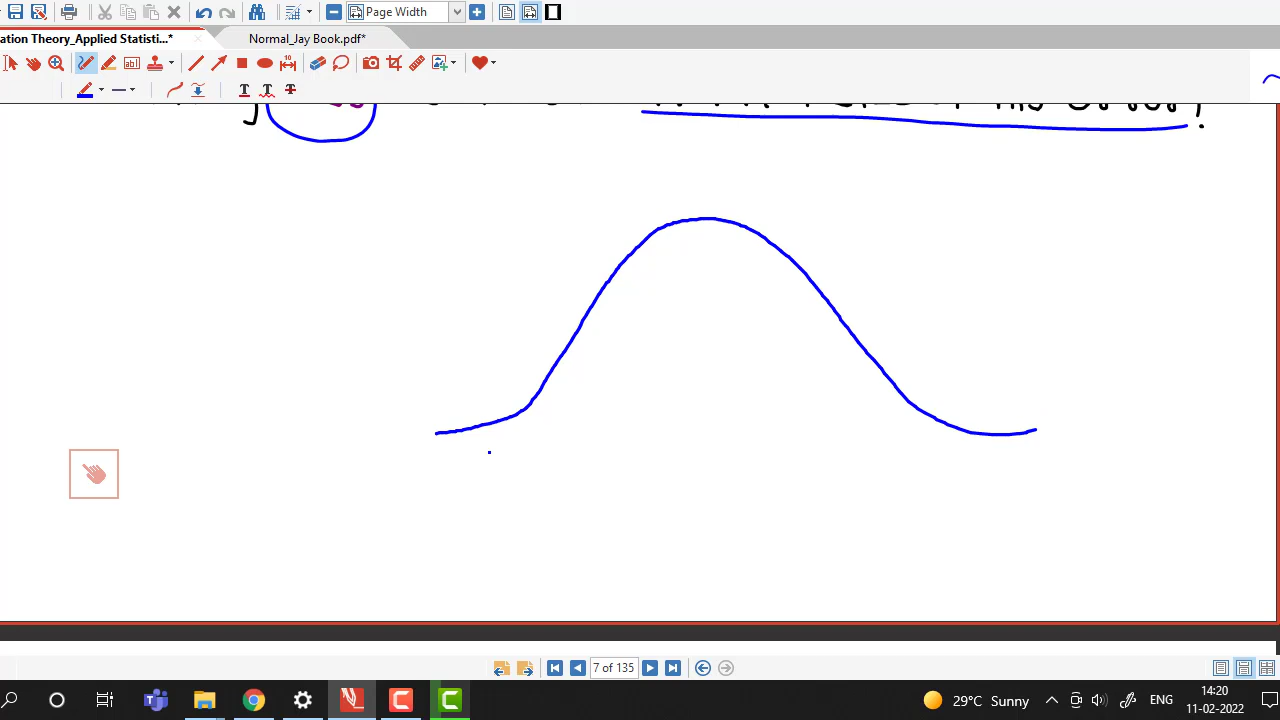 Page Width
ation Theory_Applied Statisti...*
Normal_Jay Book.pdf*
10
T T T
7 of 135
29°C Sunny
ENG
14:20
11-02-2022